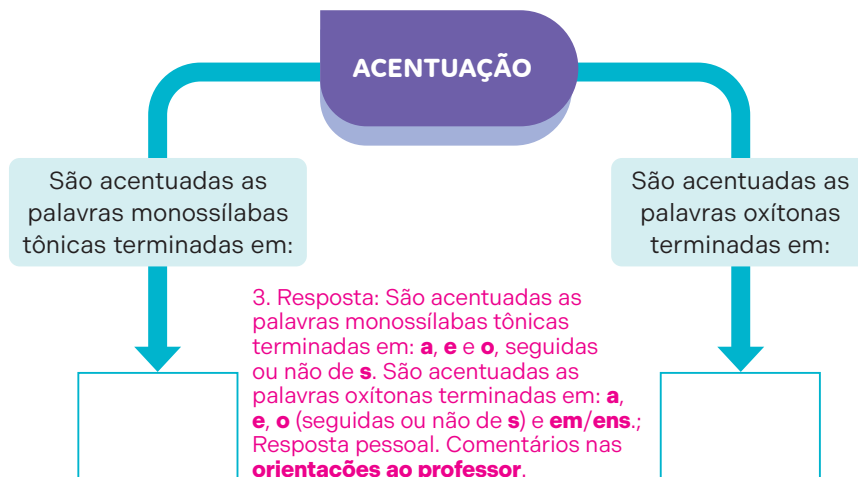 ACENTUAÇÃO
São acentuadas as
palavras monossílabas
tônicas terminadas em:
São acentuadas as
palavras oxítonas
terminadas em:
3. Resposta: São acentuadas as
palavras monossílabas tônicas
terminadas em: a, e e o, seguidas
ou não de s. São acentuadas as
palavras oxítonas terminadas em: a,
e, o (seguidas ou não de s) e em/ens.;
Resposta pessoal. Comentários nas
orientações ao professor.